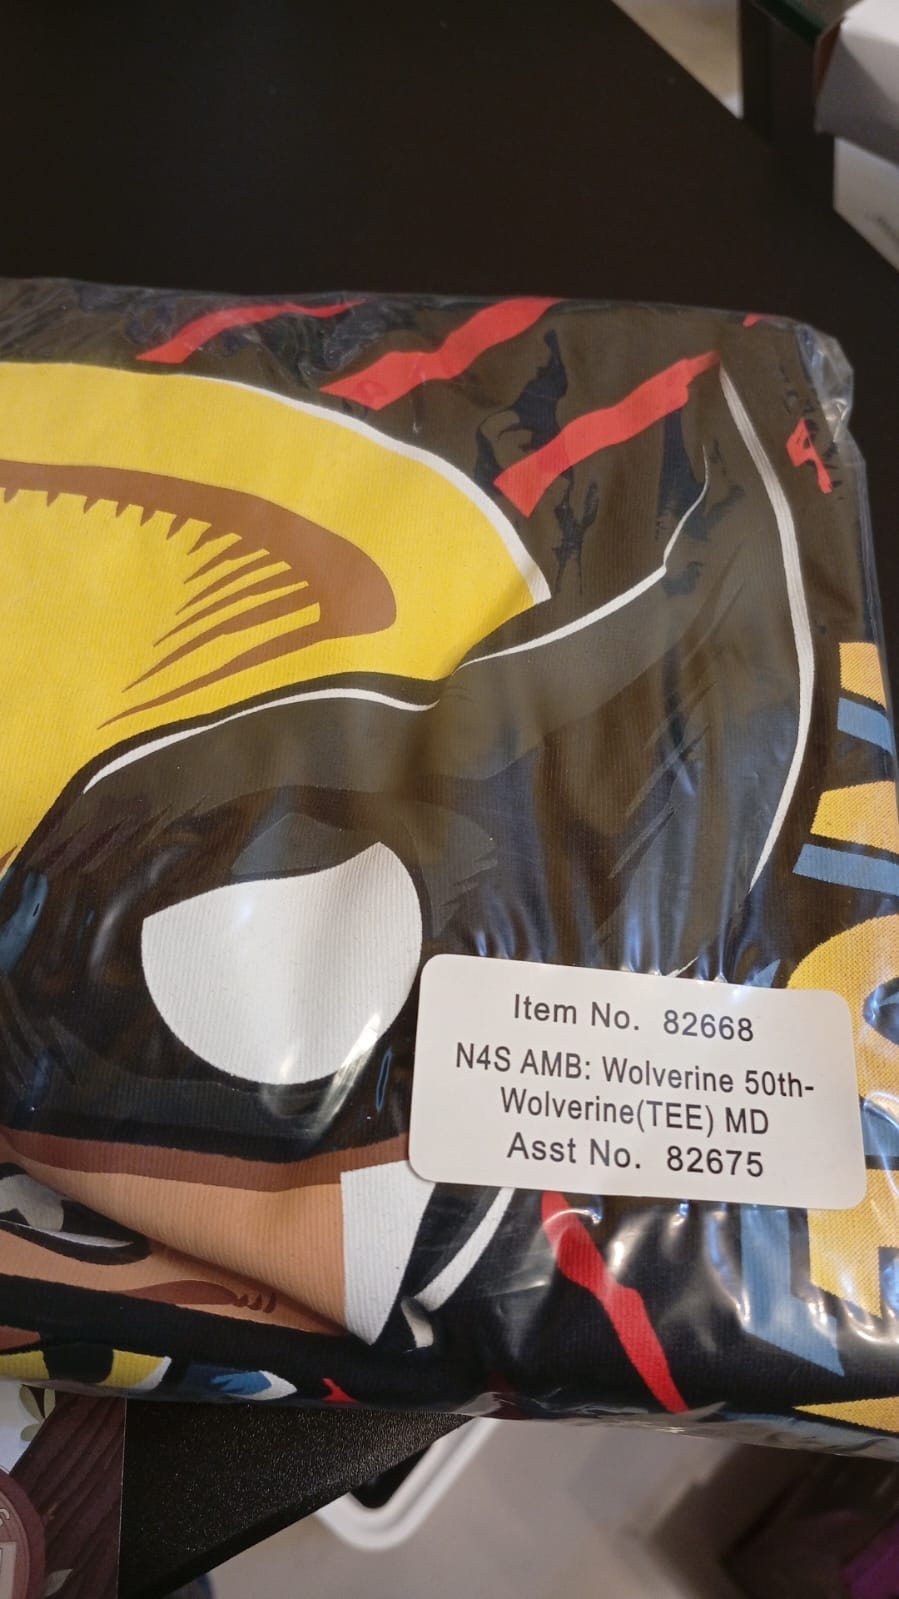 Item No. 82668
N4S AMB: Wolverine 50th-
Wolverine(TEE) MD
Asst No. 82675